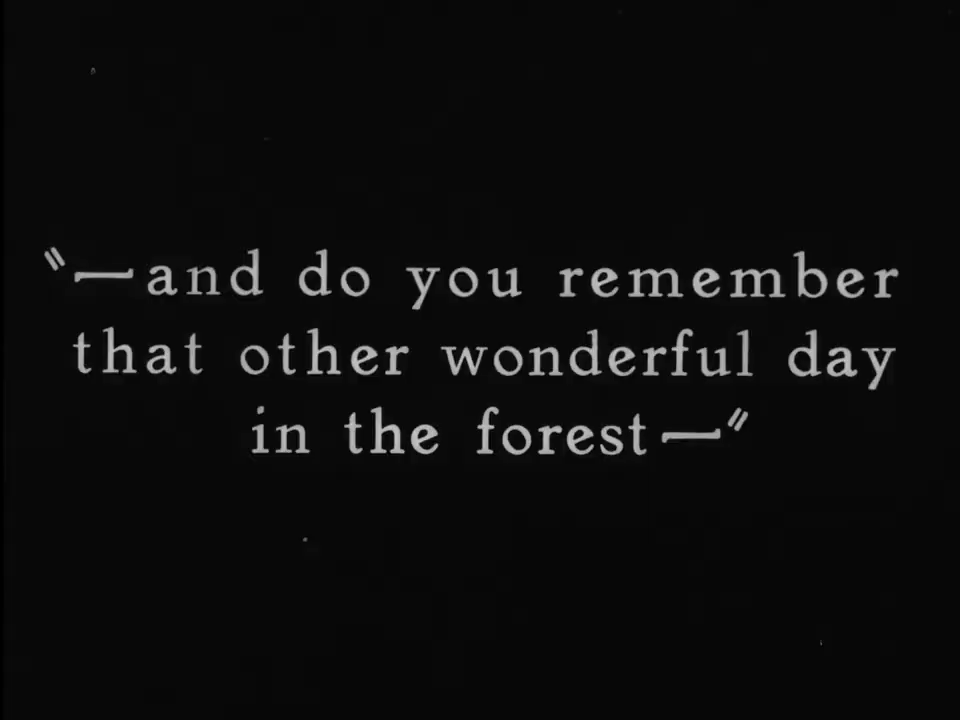 "—and do you remember
that other wonderful day
in the forest—"